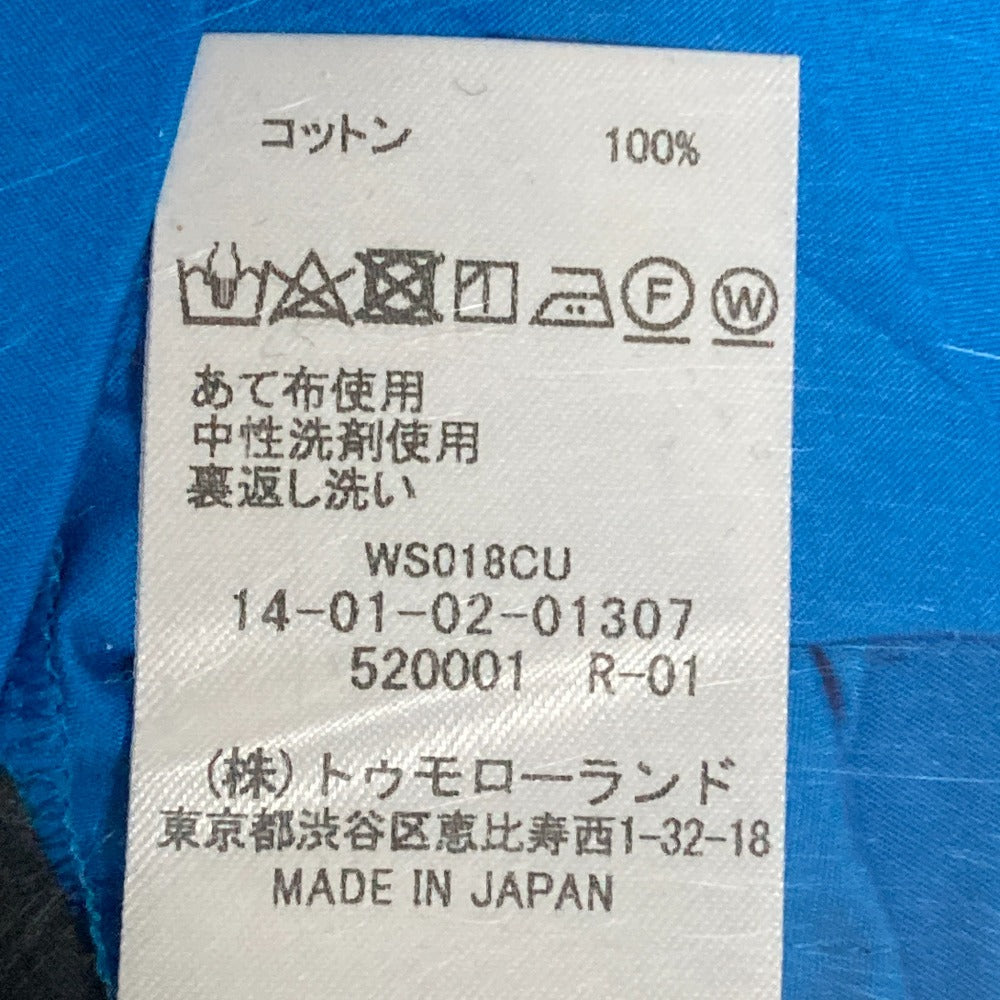 コットン 100%
F W
あて布使用
中性洗剤使用
裏返し洗い
WS018CU
14-01-02-01307
520001 R-01
(株)トゥモローランド
東京都渋谷区恵比寿西1-32-18
MADE IN JAPAN